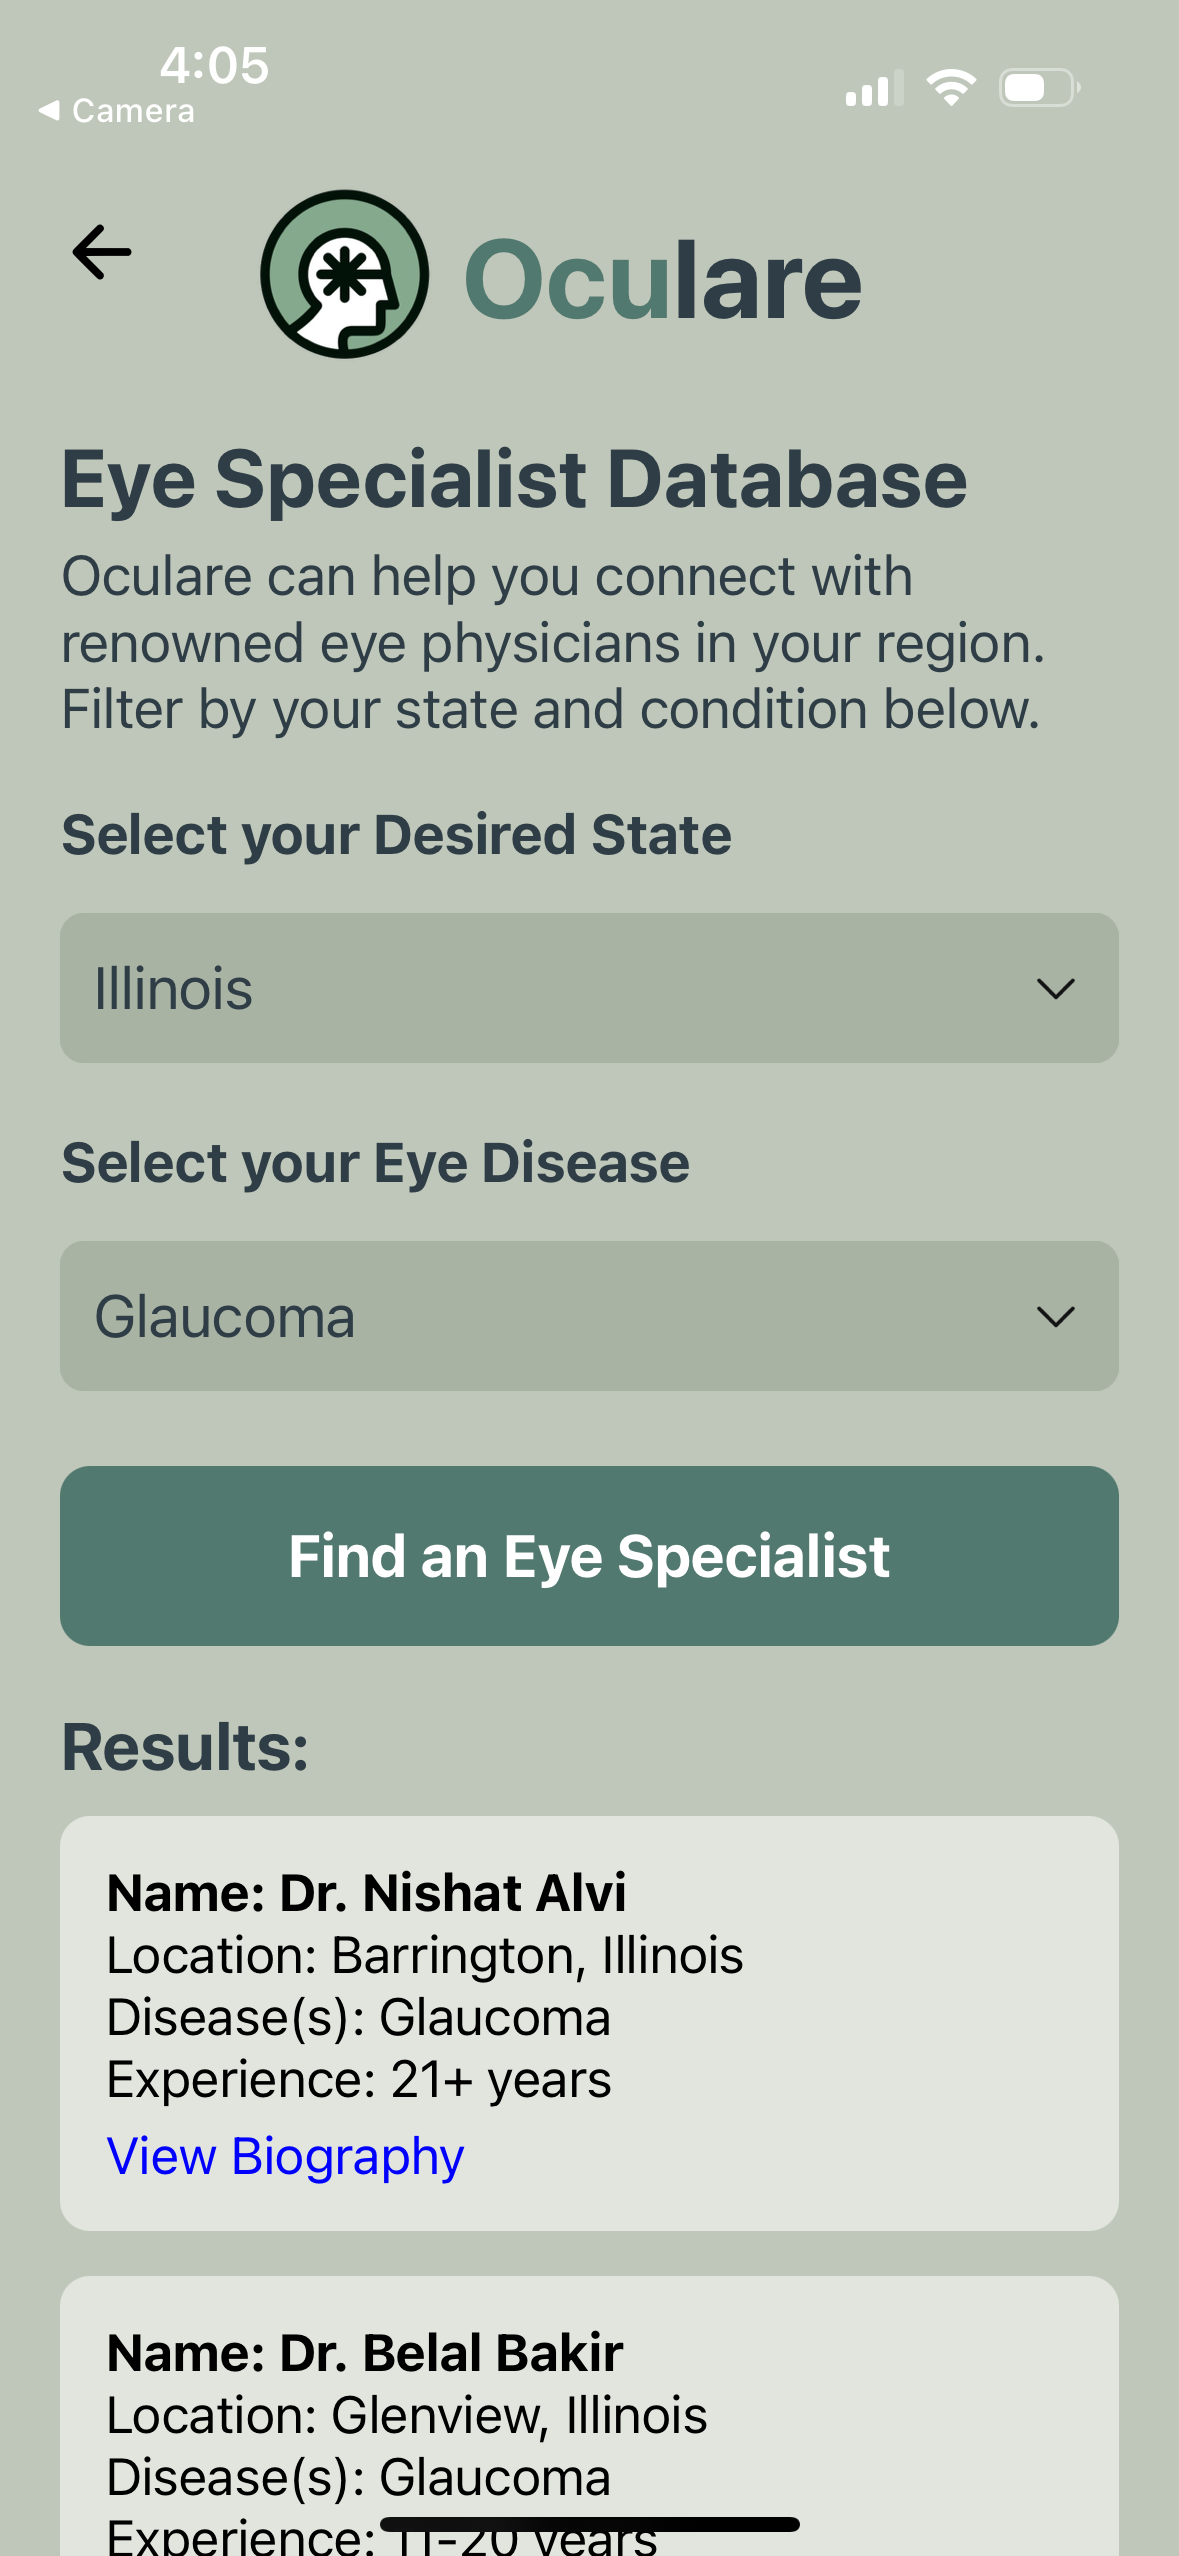 4:05
Camera
Oculare
Eye Specialist Database
Oculare can help you connect with
renowned eye physicians in your region.
Filter by your state and condition below.
Select your Desired State
Illinois
Select your Eye Disease
Glaucoma
Find an Eye Specialist
Results:
Name: Dr. Nishat Alvi
Location: Barrington, Illinois
Disease(s): Glaucoma
Experience: 21+ years
View Biography
Name: Dr. Belal Bakir
Location: Glenview, Illinois
Disease(s): Glaucoma
Experience: 11-20 years